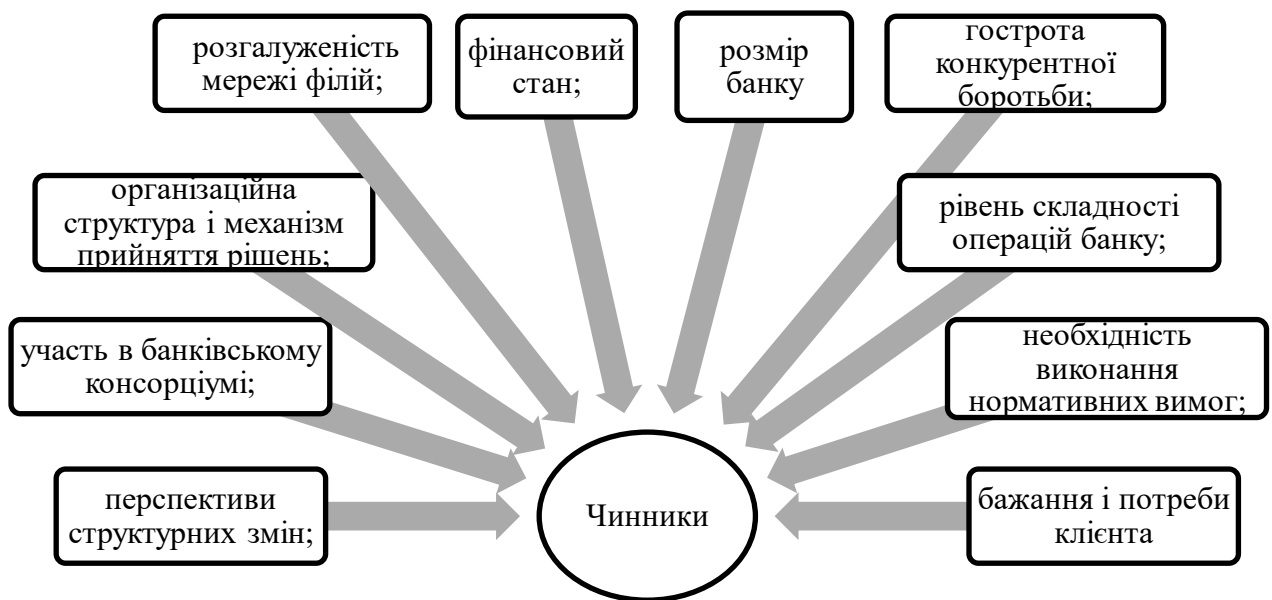 розгалуженість
мережі філій;
фінансовий
стан;
розмір
банку
гострота
конкурентної
боротьби;
організаційна
структура і механізм
прийняття рішень;
рівень складності
операцій банку;
участь в банківському
консорціумі;
необхідність
виконання
нормативних вимог;
перспективи
структурних змін;
Чинники
бажання і потреби
клієнта